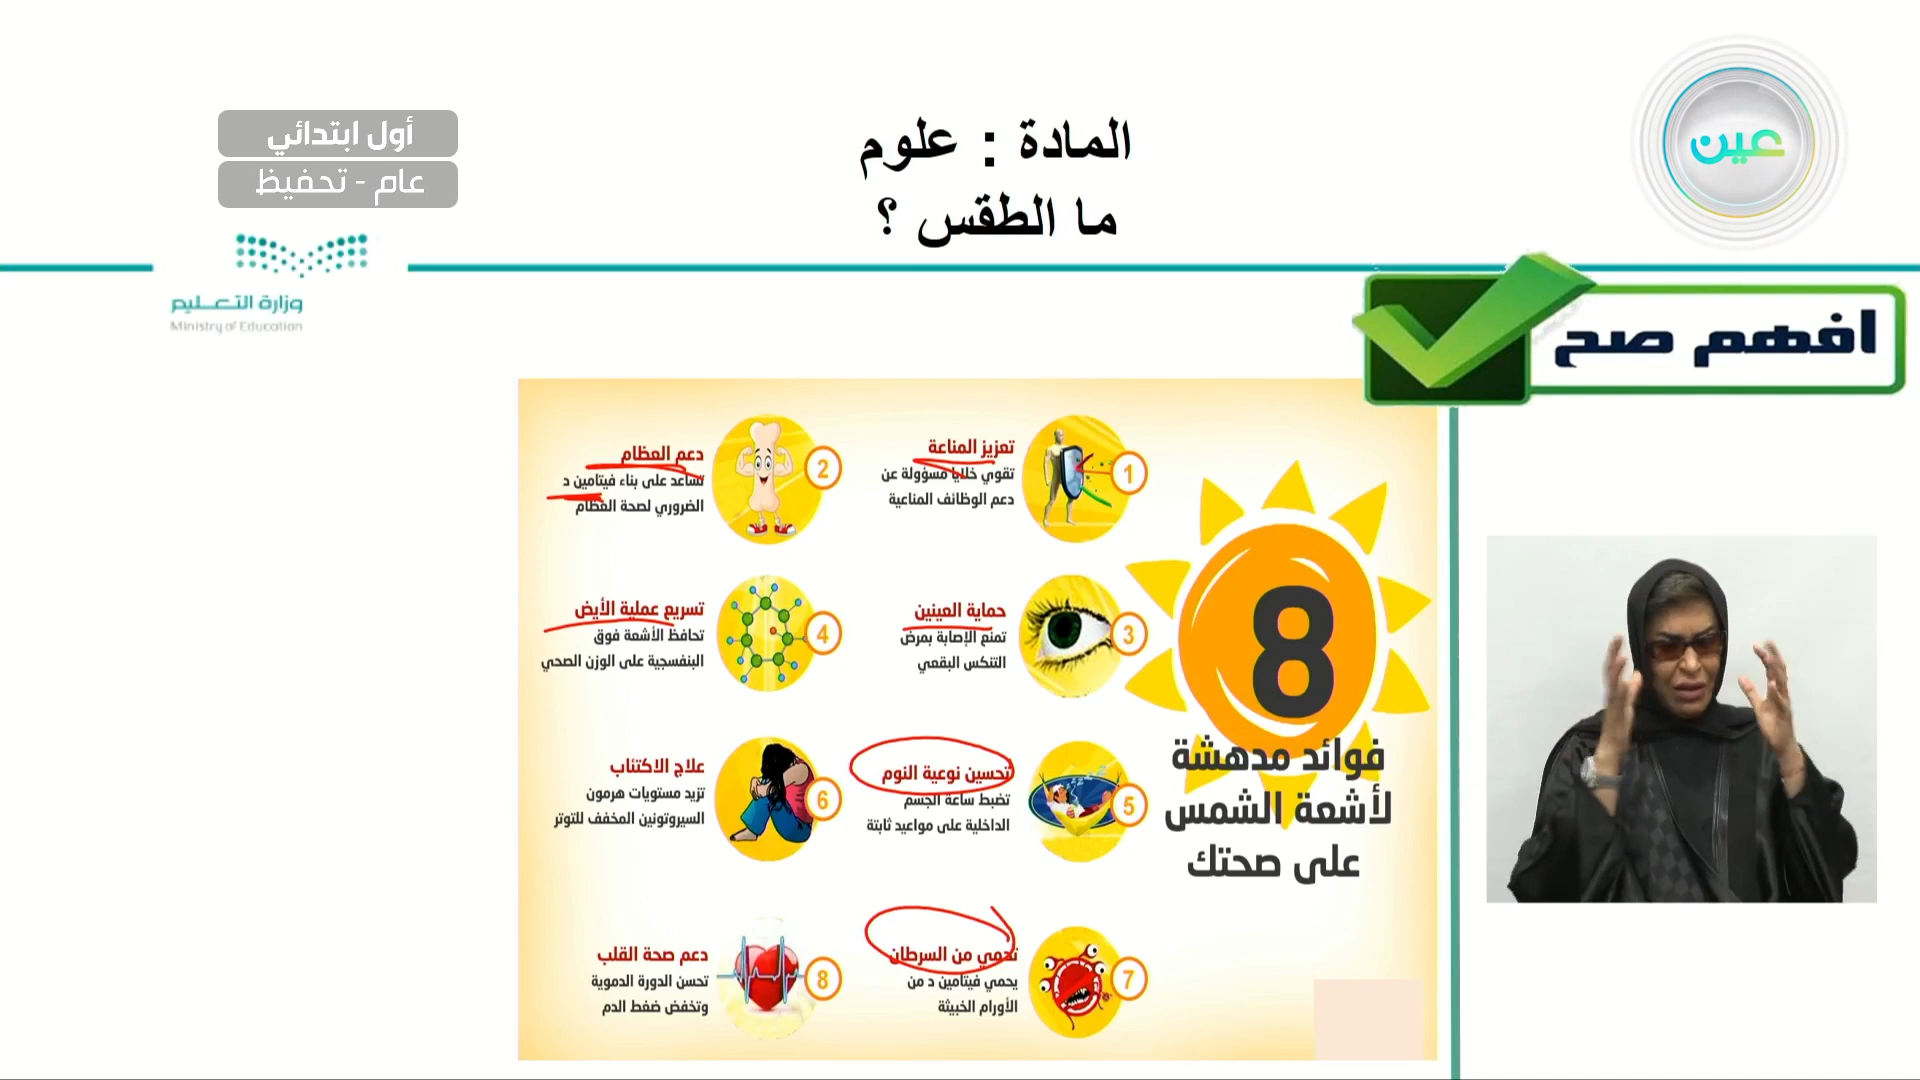 أول ابتدائي
عام - تحفيظ
المادة : علوم
ما الطقس ؟
عين
وزارة التعليم
Ministry of Education
افهم صح
8
فوائد مدهشة
لأشعة الشمس
على صحتك
1
تعزيز المناعة
تقوي خلايا مسؤولة عن
دعم الوظائف المناعية
2
دعم العظام
تساعد على بناء فيتامين د
الضروري لصحة العظام
3
حماية العينين
تمنع الإصابة بمرض
التنكس البقعي
4
تسريع عملية الأيض
تحافظ الأشعة فوق
البنفسجية على الوزن الصحي
5
تحسين نوعية النوم
تضبط ساعة الجسم
الداخلية على مواعيد ثابتة
6
علاج الاكتئاب
تزيد مستويات هرمون
السيروتونين المخفف للتوتر
7
تحمي من السرطان
يحمي فيتامين د من
الأورام الخبيثة
8
دعم صحة القلب
تحسن الدورة الدموية
وتخفض ضغط الدم